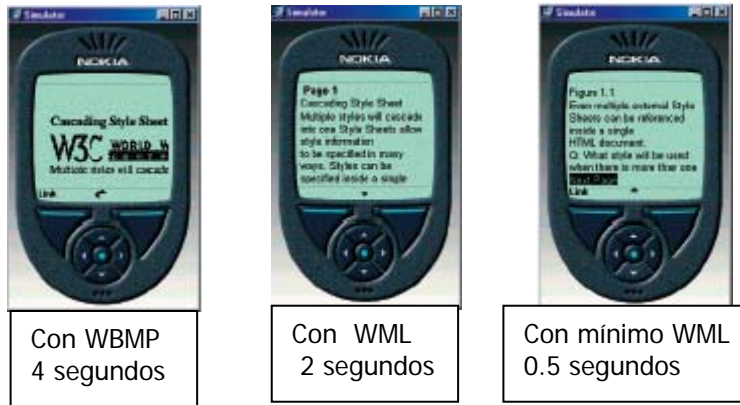 Simulator
NOKIA
Cascading Style Sheet
W3C WORLD W
Multiple styles will cascade
Link
Con WBMP
4 segundos
Simulator
NOKIA
Page 1
Cascading Style Sheet
Multiple styles will cascade
into one Style Sheets allow
style information
to be specified in many
ways. Styles can be
specified inside a single
Con WML
2 segundos
Simulator
NOKIA
Figure 1.1
Even multiple external Style
Sheets can be referenced
inside a single
HTML document.
Q: What style will be used
when there is more than one
Next Page
Link
Con mínimo WML
0.5 segundos